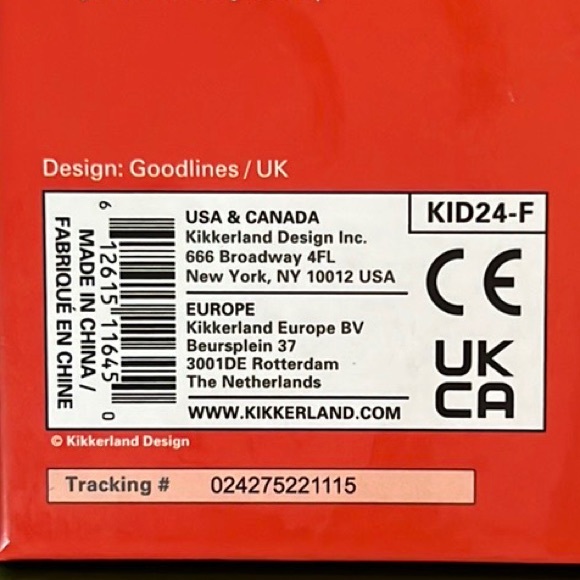 Design: Goodlines / UK
KID24-F
USA & CANADA
Kikkerland Design Inc.
666 Broadway 4FL
New York, NY 10012 USA
EUROPE
Kikkerland Europe BV
Beursplein 37
3001DE Rotterdam
The Netherlands
WWW.KIKKERLAND.COM
6 12615 11645 0
MADE IN CHINA /
FABRIQUÉ EN CHINE
CE
UK
CA
© Kikkerland Design
Tracking # 024275221115